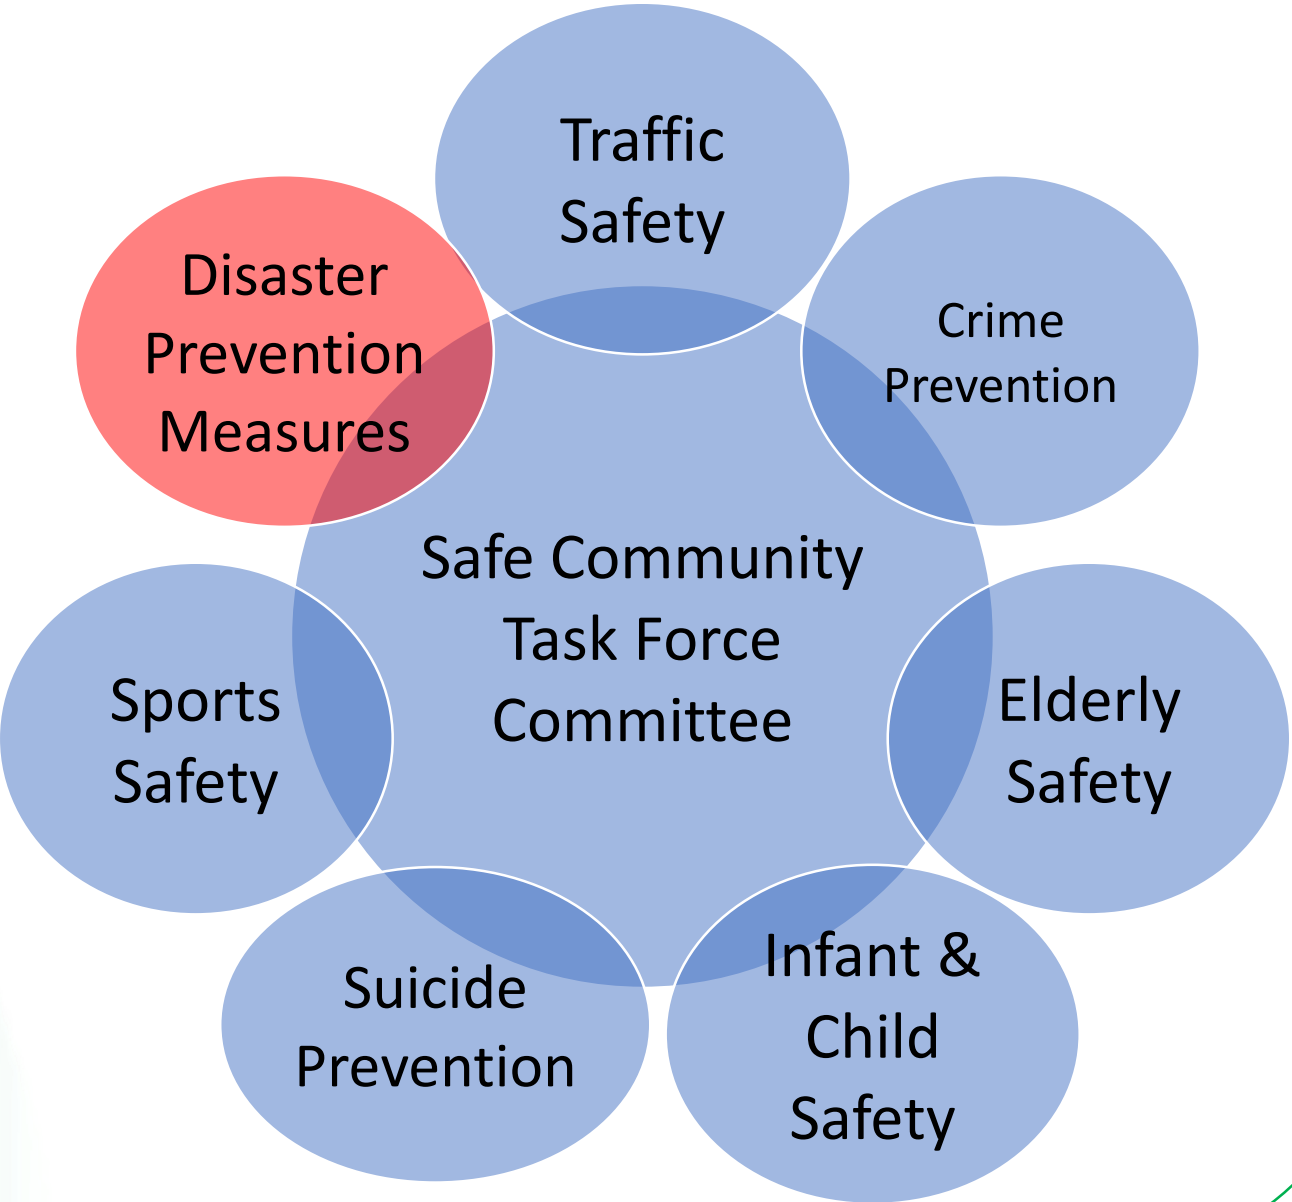 Traffic
Safety
Disaster
Prevention
Measures
Crime
Prevention
Safe Community
Task Force
Committee
Sports
Safety
Elderly
Safety
Suicide
Prevention
Infant &
Child
Safety